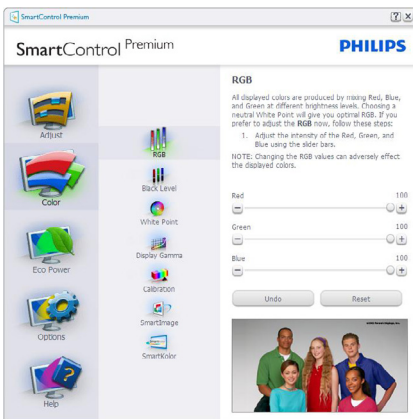 SmartControl Premium
SmartControl Premium
PHILIPS
Adjust
Color
Eco Power
Options
Help
RGB
Black Level
White Point
Display Gamma
Calibration
SmartImage
SmartKolor
RGB
All displayed colors are produced by mixing Red, Blue,
and Green at different brightness levels. Choosing a
neutral White Point will give you optimal RGB. If you
prefer to adjust the RGB now, follow these steps:
1. Adjust the intensity of the Red, Green, and
Blue using the slider bars.
NOTE: Changing the RGB values can adversely effect
the displayed colors.
Red 100
Green 100
Blue 100
Undo Reset